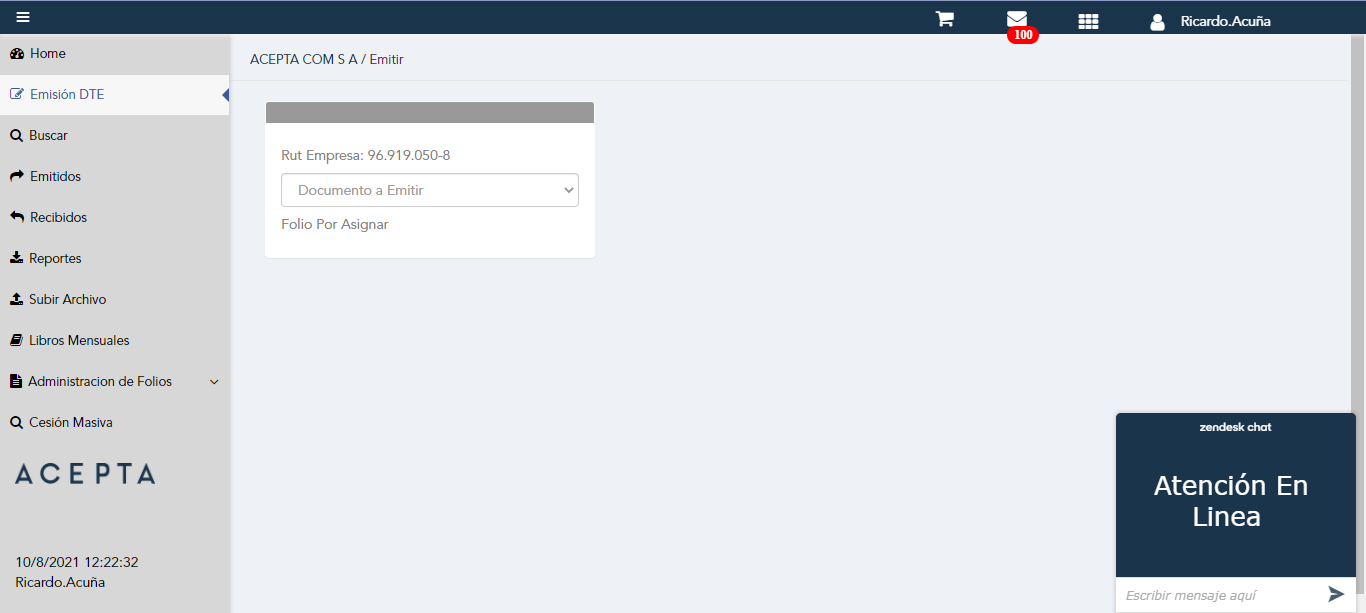 Ricardo.Acuña
100
Home
Emisión DTE
Buscar
Emitidos
Recibidos
Reportes
Subir Archivo
Libros Mensuales
Administracion de Folios
Cesión Masiva
ACEPTA
10/8/2021 12:22:32
Ricardo.Acuña
ACEPTA COM S A / Emitir
Rut Empresa: 96.919.050-8
Documento a Emitir
Folio Por Asignar
zendesk chat
Atención En
Linea
Escribir mensaje aquí